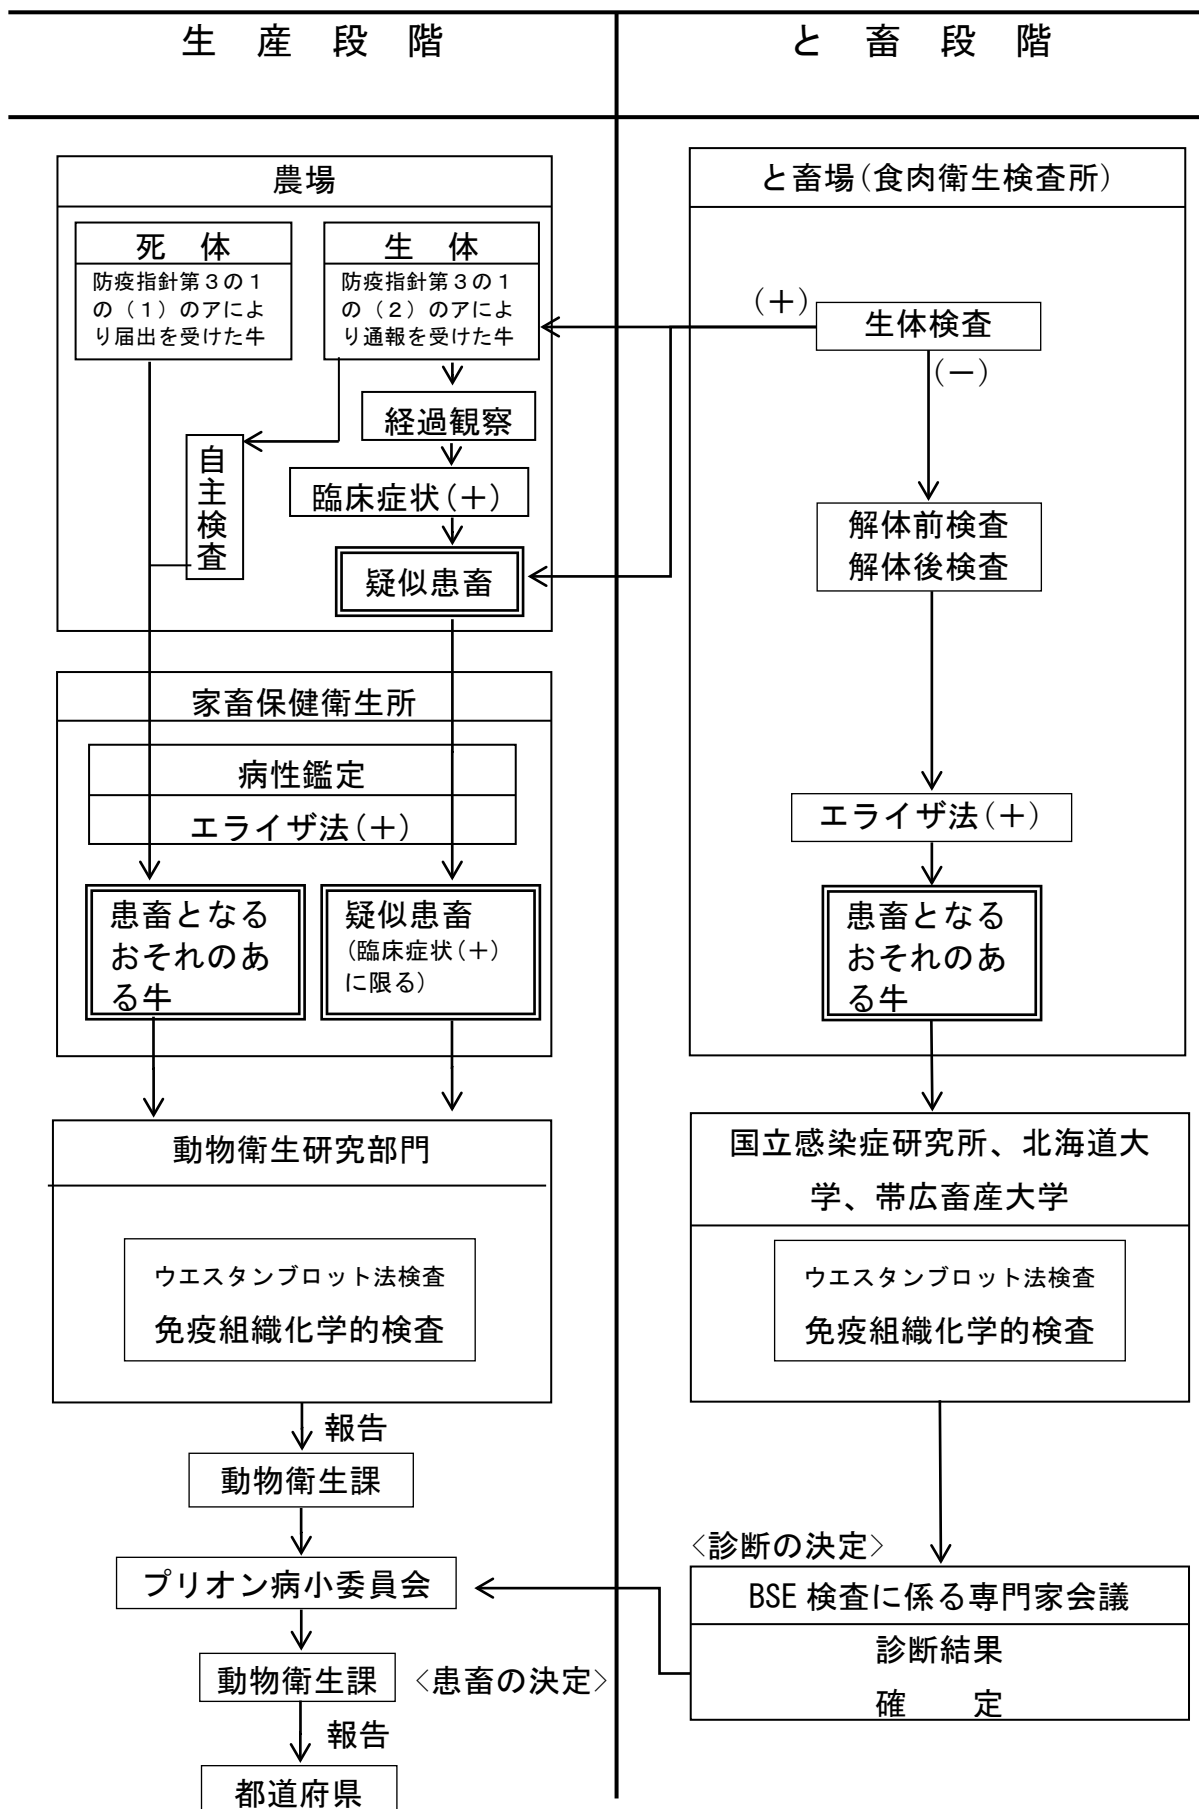 生　産　段　階
と　畜　段　階
農場
死　体
防疫指針第３の１
の（１）のアによ
り届出を受けた牛
生　体
防疫指針第３の１
の（２）のアによ
り通報を受けた牛
経過観察
自
主
検
査
臨床症状(＋)
疑似患畜
家畜保健衛生所
病性鑑定
エライザ法(＋)
患畜となる
おそれのあ
る牛
疑似患畜
(臨床症状(＋)
に限る)
動物衛生研究部門
ウエスタンブロット法検査
免疫組織化学的検査
報告
動物衛生課
プリオン病小委員会
動物衛生課
<患畜の決定>
報告
都道府県
と畜場(食肉衛生検査所)
(＋)
生体検査
(－)
解体前検査
解体後検査
エライザ法(＋)
患畜となる
おそれのあ
る牛
国立感染症研究所、北海道大
学、帯広畜産大学
ウエスタンブロット法検査
免疫組織化学的検査
<診断の決定>
BSE 検査に係る専門家会議
診断結果
確　　定